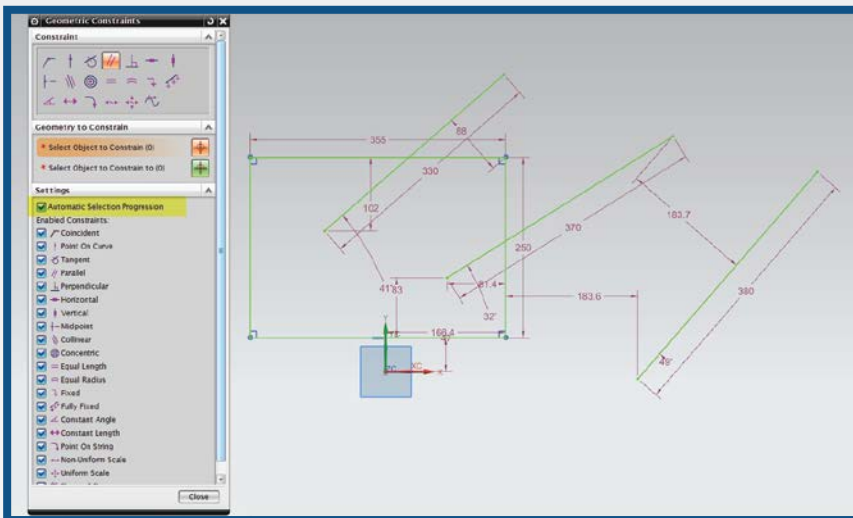 Geometric Constraints
Constraint
Geometry to Constrain
* Select Object to Constrain (0)
* Select Object to Constrain to (0)
Settings
Automatic Selection Progression
Enabled Constraints:
Coincident
Point On Curve
Tangent
Parallel
Perpendicular
Horizontal
Vertical
Midpoint
Collinear
Concentric
Equal Length
Equal Radius
Fixed
Fully Fixed
Constant Angle
Constant Length
Point On String
Non-Uniform Scale
Uniform Scale
Close
355
88
330
102
250
370
183.7
380
41°
83
81.4
32°
183.6
166.4
49°
Y
XC
X